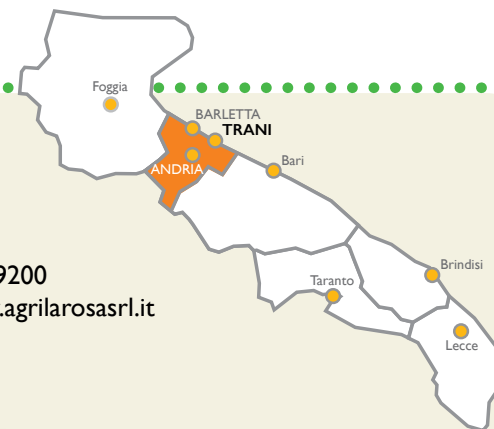 Foggia
BARLETTA
TRANI
Bari
ANDRIA
9200
.agrilarosasrl.it
Brindisi
Taranto
Lecce